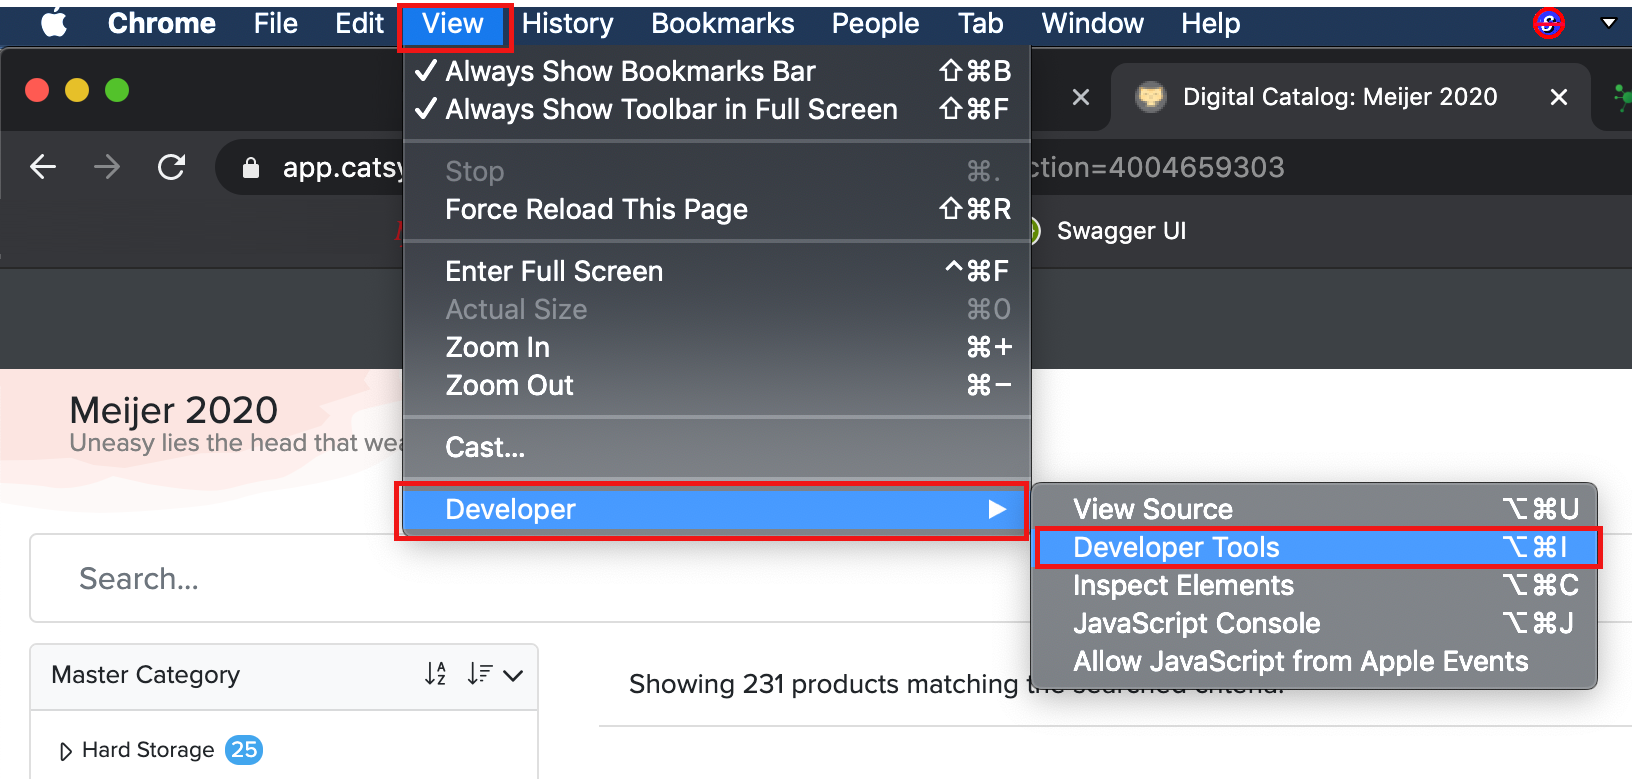 Chrome File Edit View History Bookmarks People Tab Window Help
✓ Always Show Bookmarks Bar ⇧⌘B
✓ Always Show Toolbar in Full Screen ⇧⌘F
Digital Catalog: Meijer 2020
Stop ⌘.
app.catsy
ction=4004659303
Force Reload This Page ⇧⌘R
Swagger UI
Enter Full Screen ^⌘F
Actual Size ⌘0
Zoom In ⌘+
Zoom Out ⌘−
Meijer 2020
Uneasy lies the head that wea
Cast...
Developer
View Source ⌥⌘U
Developer Tools ⌥⌘I
Inspect Elements ⌥⌘C
JavaScript Console ⌥⌘J
Allow JavaScript from Apple Events
Search...
Master Category
Showing 231 products matching the searched criteria.
Hard Storage 25